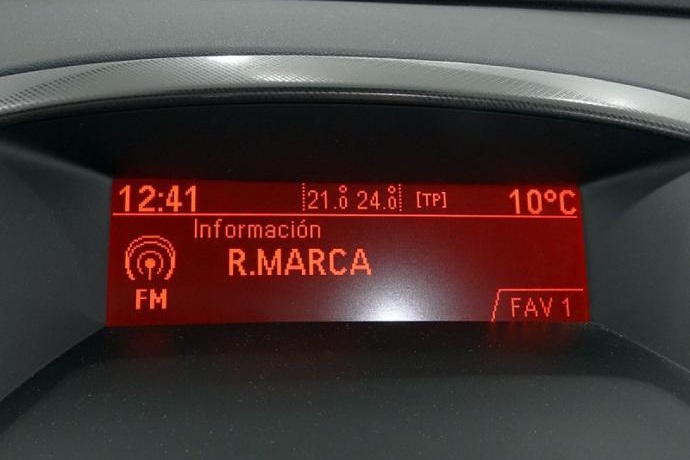 12:41 21.0 24.0 [TP] 10°C
Información
R.MARCA
FM
FAV 1